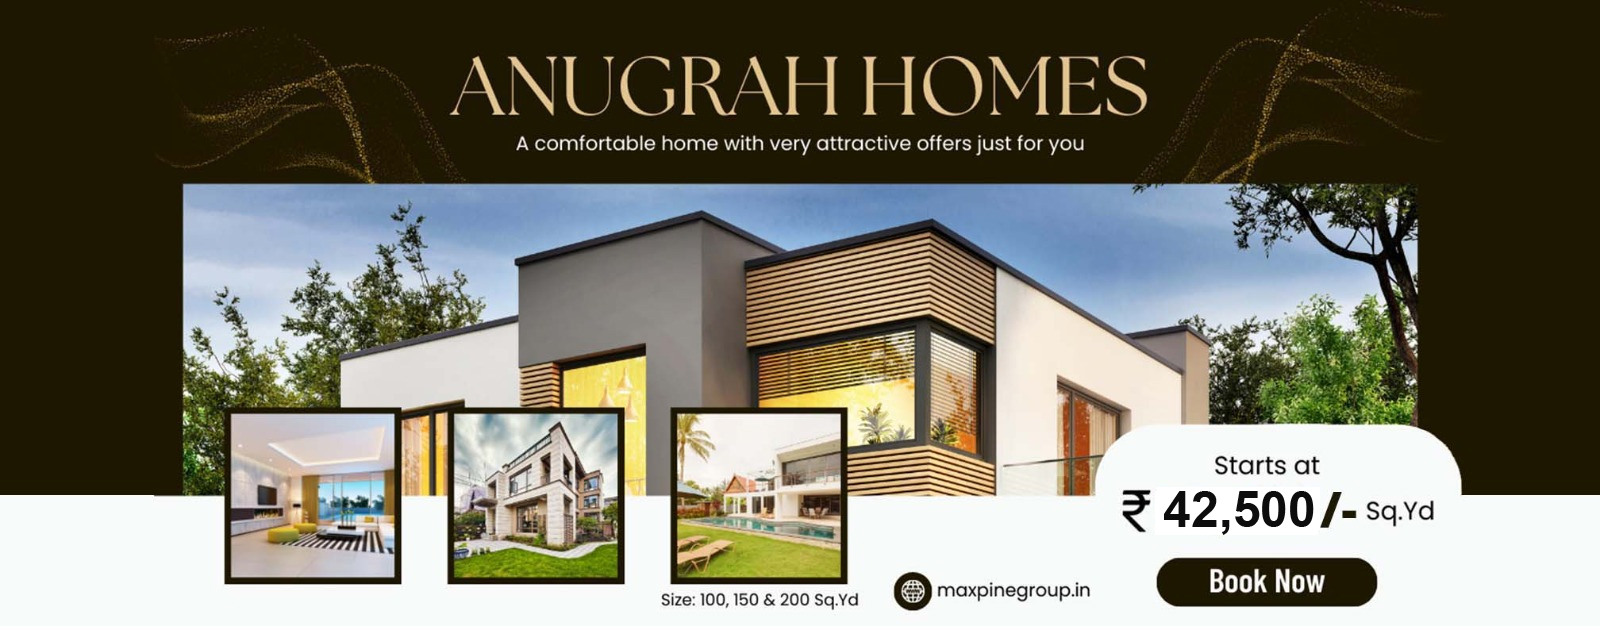 ANUGRAH HOMES
A comfortable home with very attractive offers just for you
Starts at
₹ 42,500/- Sq.Yd
Book Now
maxpinegroup.in
Size: 100, 150 & 200 Sq.Yd